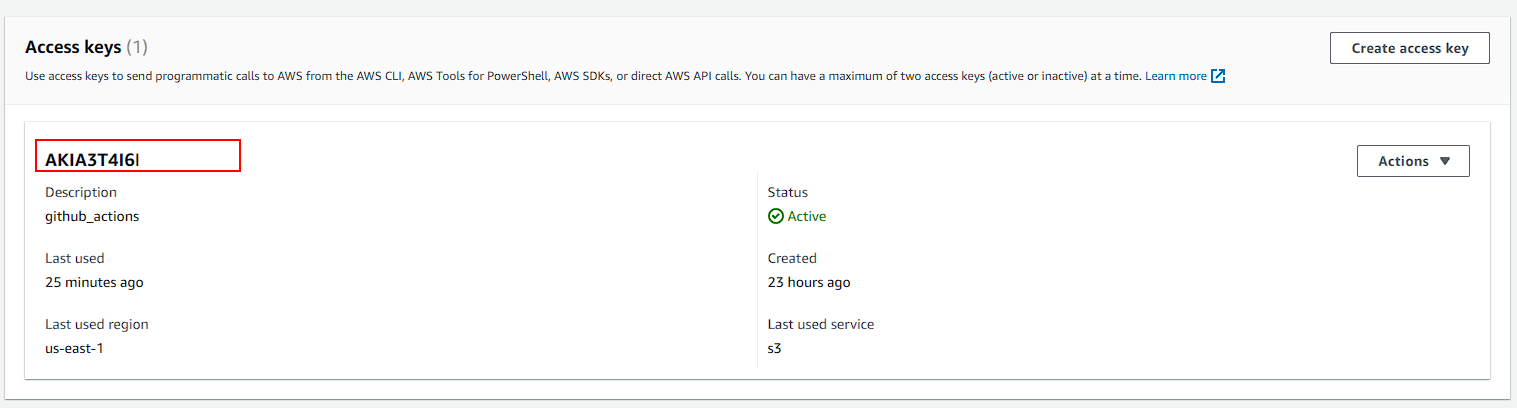 Access keys (1)
Create access key
Use access keys to send programmatic calls to AWS from the AWS CLI, AWS Tools for PowerShell, AWS SDKs, or direct AWS API calls. You can have a maximum of two access keys (active or inactive) at a time. Learn more
AKIA3T4I6
Actions
Description
github_actions
Status
Active
Last used
25 minutes ago
Created
23 hours ago
Last used region
us-east-1
Last used service
s3